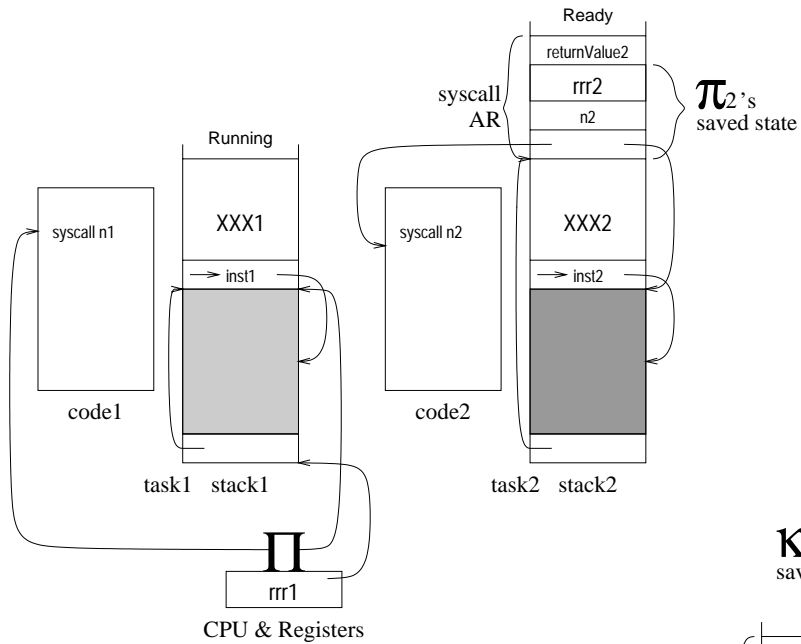 Ready
returnValue2
rrr2
n2
syscall
AR
π2's
saved state
Running
syscall n1
XXX1
inst1
syscall n2
XXX2
inst2
code1
code2
task1 stack1
task2 stack2
Π
rrr1
CPU & Registers
κ
sav